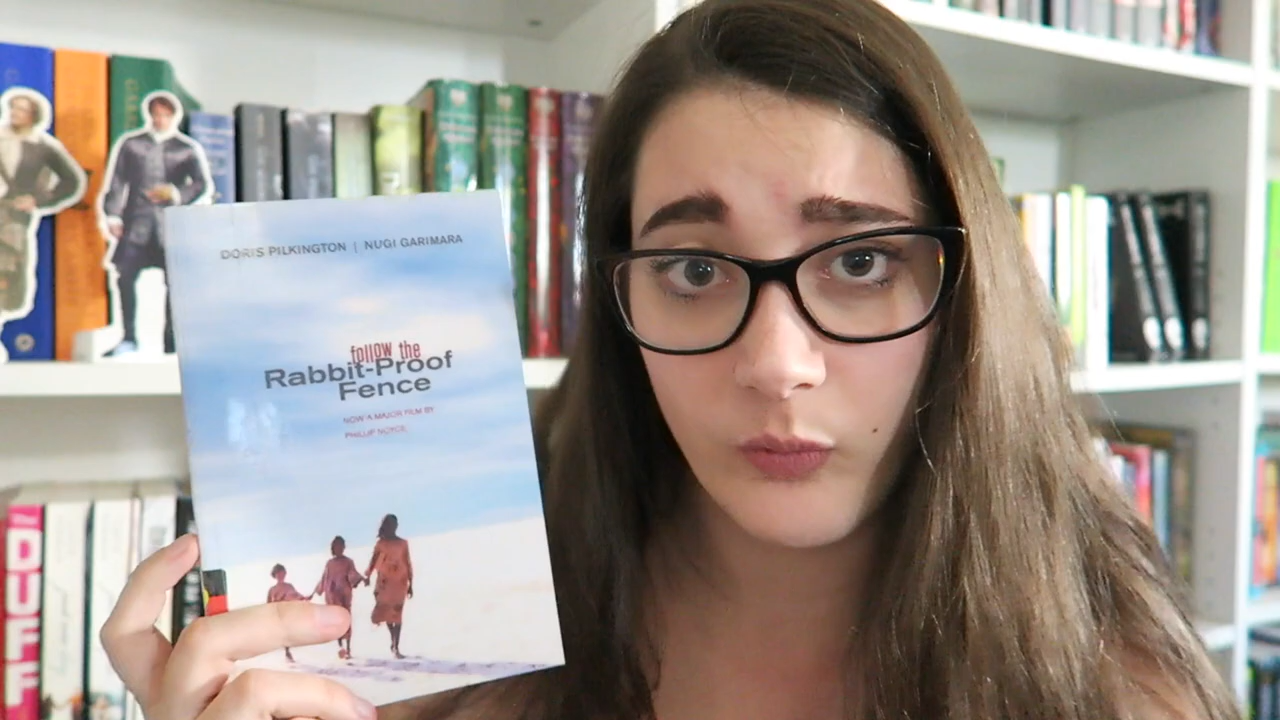 DORIS PILKINGTON | NUGI GARIMARA
follow the
Rabbit-Proof
Fence
NOW A MAJOR FILM BY
PHILLIP NOYCE
DUFF